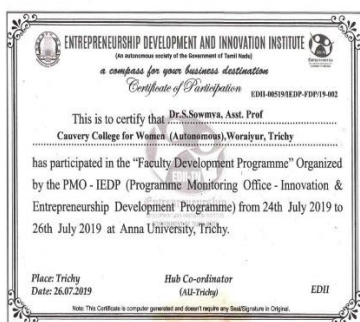 ENTREPRENEURSHIP DEVELOPMENT AND INNOVATION INSTITUTE
(An autonomous society of the Government of Tamil Nadu)
a compass for your business destination
Certificate of Participation
EDII-00519/IEDP-FDP/19-002
This is to certify that Dr.S.Sowmya, Asst. Prof
Cauvery College for Women (Autonomous),Woraiyur, Trichy
has participated in the “Faculty Development Programme” Organized
by the PMO - IEDP (Programme Monitoring Office - Innovation &
Entrepreneurship Development Programme) from 24th July 2019 to
26th July 2019 at Anna University, Trichy.
EDII-TN
Place: Trichy
Date: 26.07.2019
Hub Co-ordinator
(AU-Trichy)
EDII
Note: This Certificate is computer generated and doesn't require any Seal/Signature in Original.